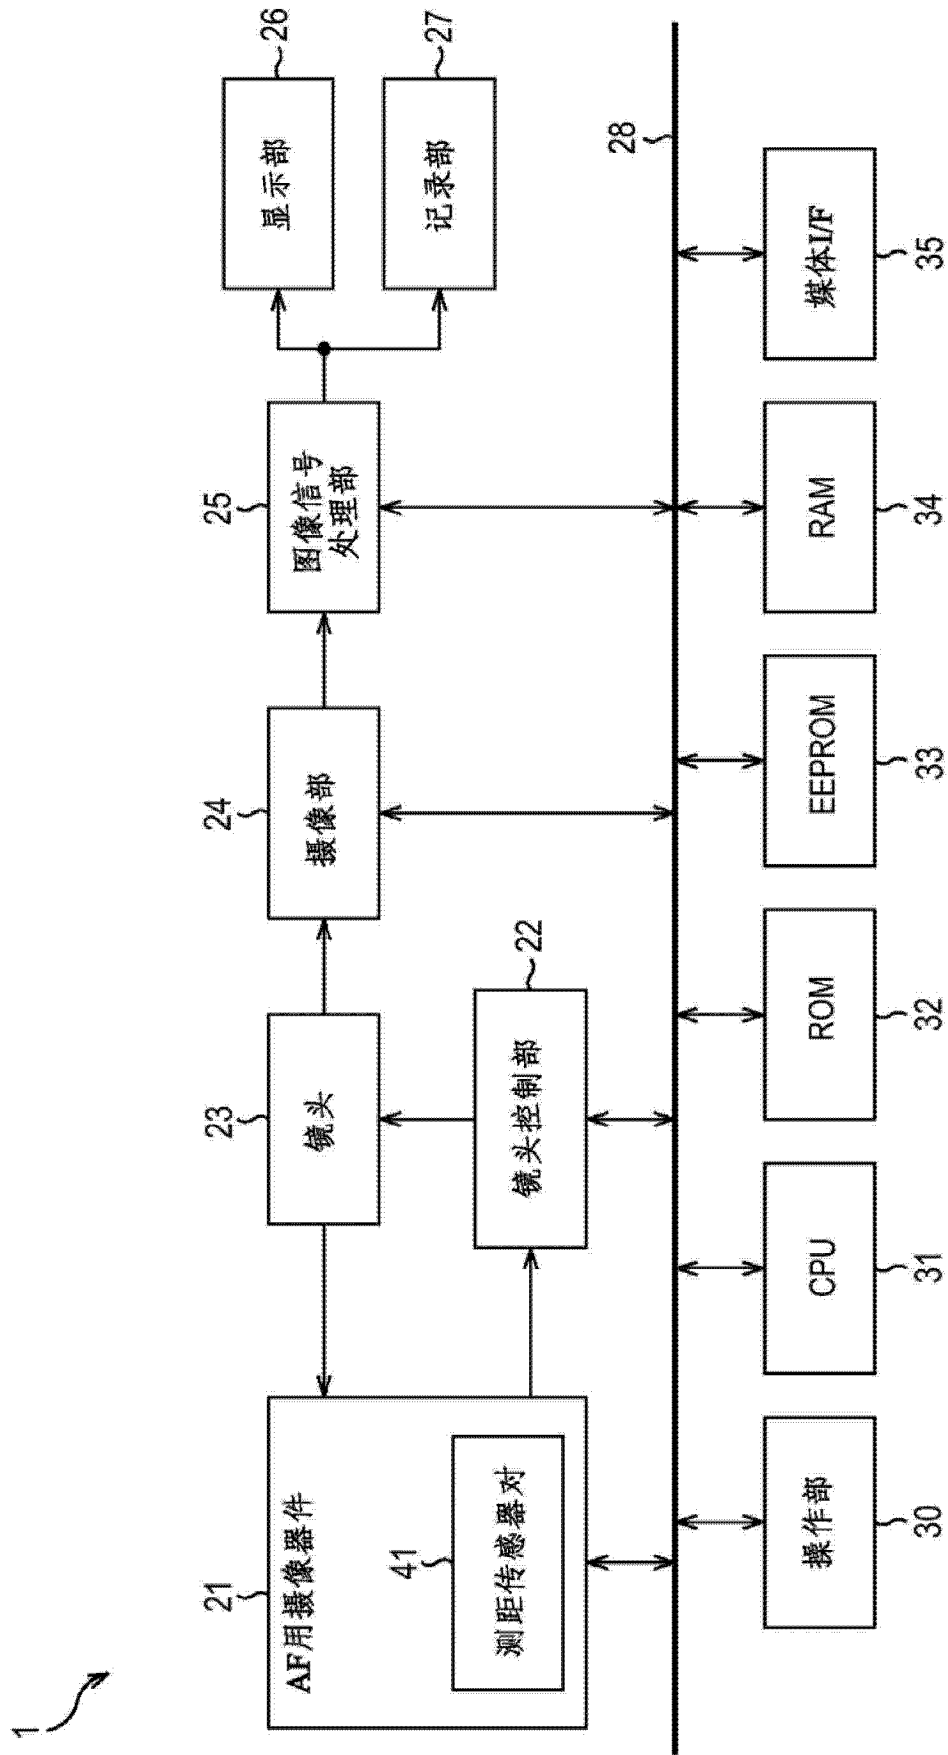 1
21
AF用摄像器件
41
测距传感器对
23
镜头
22
镜头控制部
24
摄像部
25
图像信号
处理部
26
显示部
27
记录部
28
操作部
30
CPU
31
ROM
32
EEPROM
33
RAM
34
媒体I/F
35